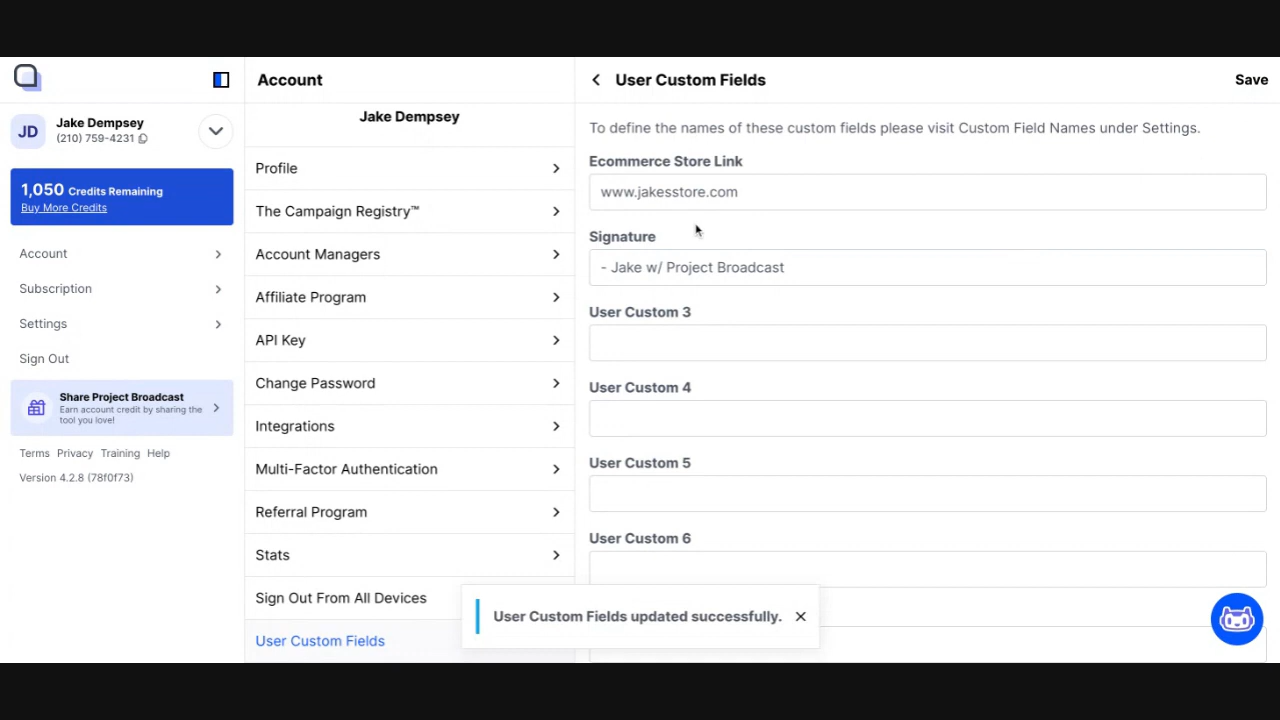 JD
Jake Dempsey
(210) 759-4231
1,050 Credits Remaining
Buy More Credits
Account
Subscription
Settings
Sign Out
Share Project Broadcast
Earn account credit by sharing the
tool you love!
Terms Privacy Training Help
Version 4.2.8 (78f0f73)
Account
Jake Dempsey
Profile
The Campaign Registry™
Account Managers
Affiliate Program
API Key
Change Password
Integrations
Multi-Factor Authentication
Referral Program
Stats
Sign Out From All Devices
User Custom Fields
User Custom Fields
Save
To define the names of these custom fields please visit Custom Field Names under Settings.
Ecommerce Store Link
www.jakesstore.com
Signature
- Jake w/ Project Broadcast
User Custom 3
User Custom 4
User Custom 5
User Custom 6
User Custom Fields updated successfully.